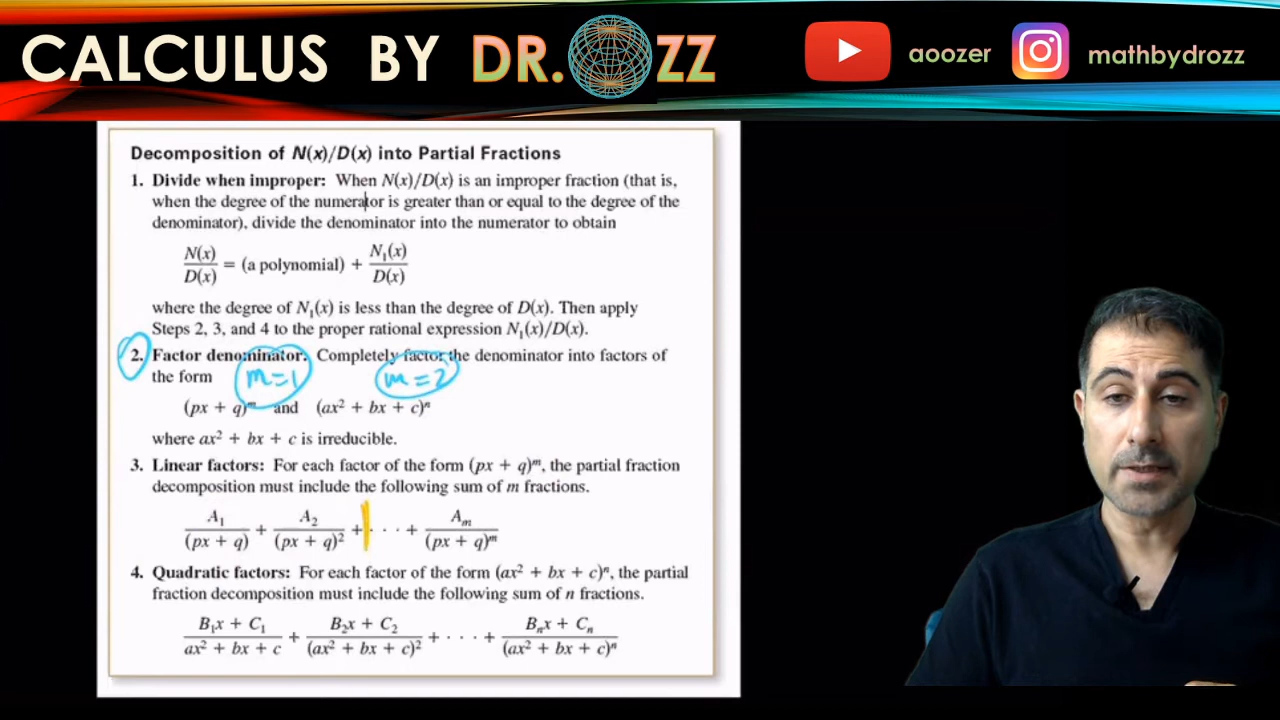 CALCULUS BY DR. OZZ
aoozer
mathbydrozz
Decomposition of N(x)/D(x) into Partial Fractions
1. Divide when improper: When N(x)/D(x) is an improper fraction (that is,
when the degree of the numerator is greater than or equal to the degree of the
denominator), divide the denominator into the numerator to obtain
N(x)/D(x) = (a polynomial) + N₁(x)/D(x)
where the degree of N₁(x) is less than the degree of D(x). Then apply
Steps 2, 3, and 4 to the proper rational expression N₁(x)/D(x).
2. Factor denominator: Completely factor the denominator into factors of
the form m=1 m=2
(px + q)ᵐ and (ax² + bx + c)ⁿ
where ax² + bx + c is irreducible.
3. Linear factors: For each factor of the form (px + q)ᵐ, the partial fraction
decomposition must include the following sum of m fractions.
A₁/(px + q) + A₂/(px + q)² + · · · + Aₘ/(px + q)ᵐ
4. Quadratic factors: For each factor of the form (ax² + bx + c)ⁿ, the partial
fraction decomposition must include the following sum of n fractions.
B₁x + C₁/ax² + bx + c + B₂x + C₂/(ax² + bx + c)² + · · · + Bₙx + Cₙ/(ax² + bx + c)ⁿ